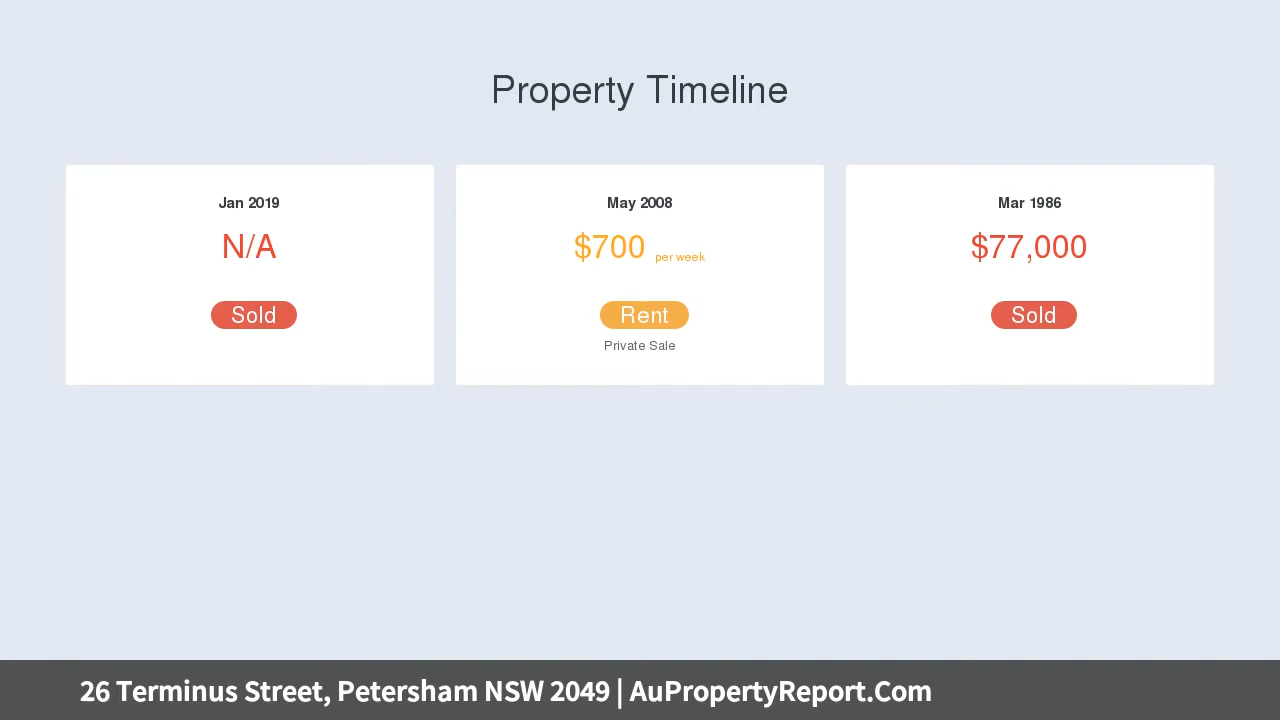 Property Timeline
Jan 2019
N/A
Sold
May 2008
$700 per week
Rent
Private Sale
Mar 1986
$77,000
Sold
26 Terminus Street, Petersham NSW 2049 | AuPropertyReport.Com